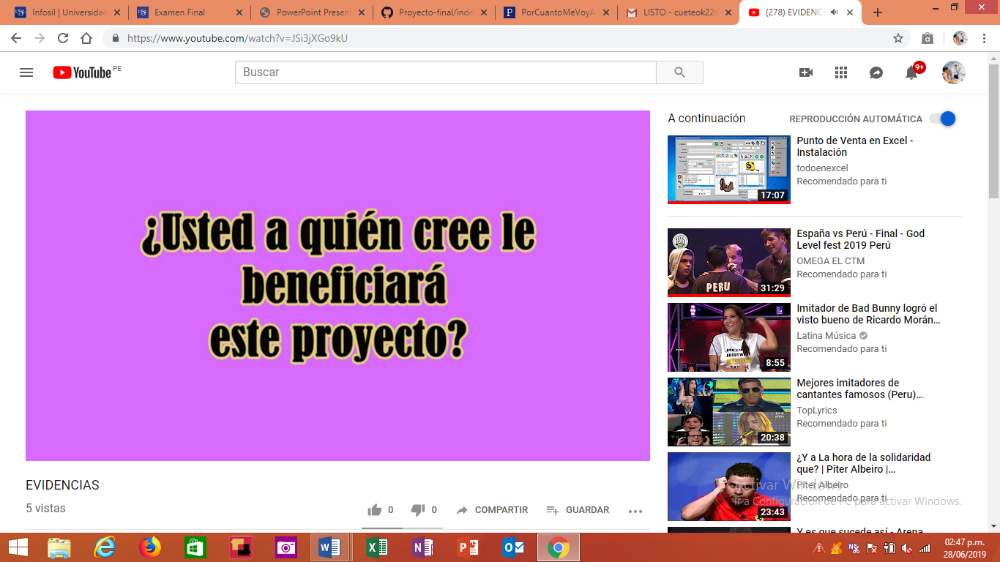 Infosil | Universidad
Examen Final
PowerPoint Present
Proyecto-final/inde
PorCuantoMeVoyA
LISTO - cueteok22
(278) EVIDENC
https://www.youtube.com/watch?v=JSi3jXGo9kU
YouTube PE
Buscar
9+
¿Usted a quién cree le
beneficiará
este proyecto?
EVIDENCIAS
5 vistas
0
0
COMPARTIR
GUARDAR
A continuación
REPRODUCCIÓN AUTOMÁTICA
17:07
Punto de Venta en Excel -
Instalación
todoenexcel
Recomendado para ti
PERU
31:29
España vs Perú - Final - God
Level fest 2019 Perú
OMEGA EL CTM
Recomendado para ti
8:55
Imitador de Bad Bunny logró el
visto bueno de Ricardo Morán...
Latina Música
Recomendado para ti
20:38
Mejores imitadores de
cantantes famosos (Peru)...
TopLyrics
Recomendado para ti
23:43
¿Y a La hora de la solidaridad
que? | Piter Albeiro |...
Piter Albeiro
Recomendado para ti
Activar Windows
Ir a Configuración de PC para activar Windows.
Y es que sucede así - Arena
02:47 p.m.
28/06/2019